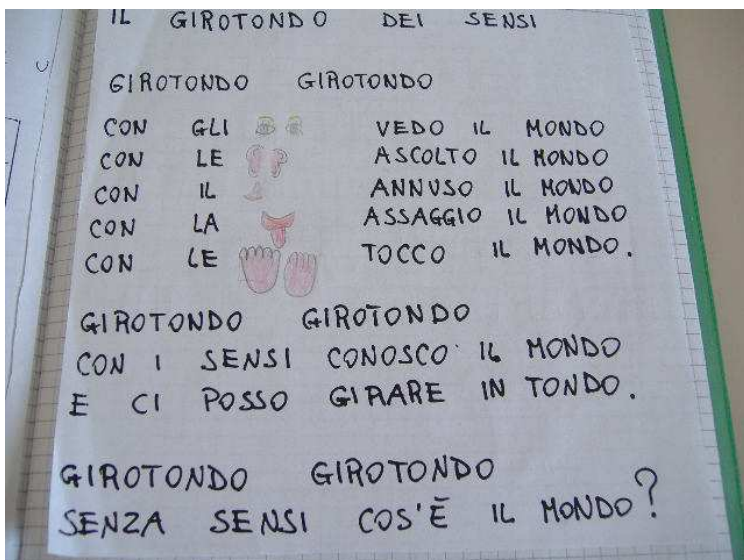 IL GIROTONDO DEI SENSI
GIROTONDO GIROTONDO
CON GLI VEDO IL MONDO
CON LE ASCOLTO IL MONDO
CON IL ANNUSO IL MONDO
CON LA ASSAGGIO IL MONDO
CON LE TOCCO IL MONDO.
GIROTONDO GIROTONDO
CON I SENSI CONOSCO IL MONDO
E CI POSSO GIRARE IN TONDO.
GIROTONDO GIROTONDO
SENZA SENSI COS'È IL MONDO?